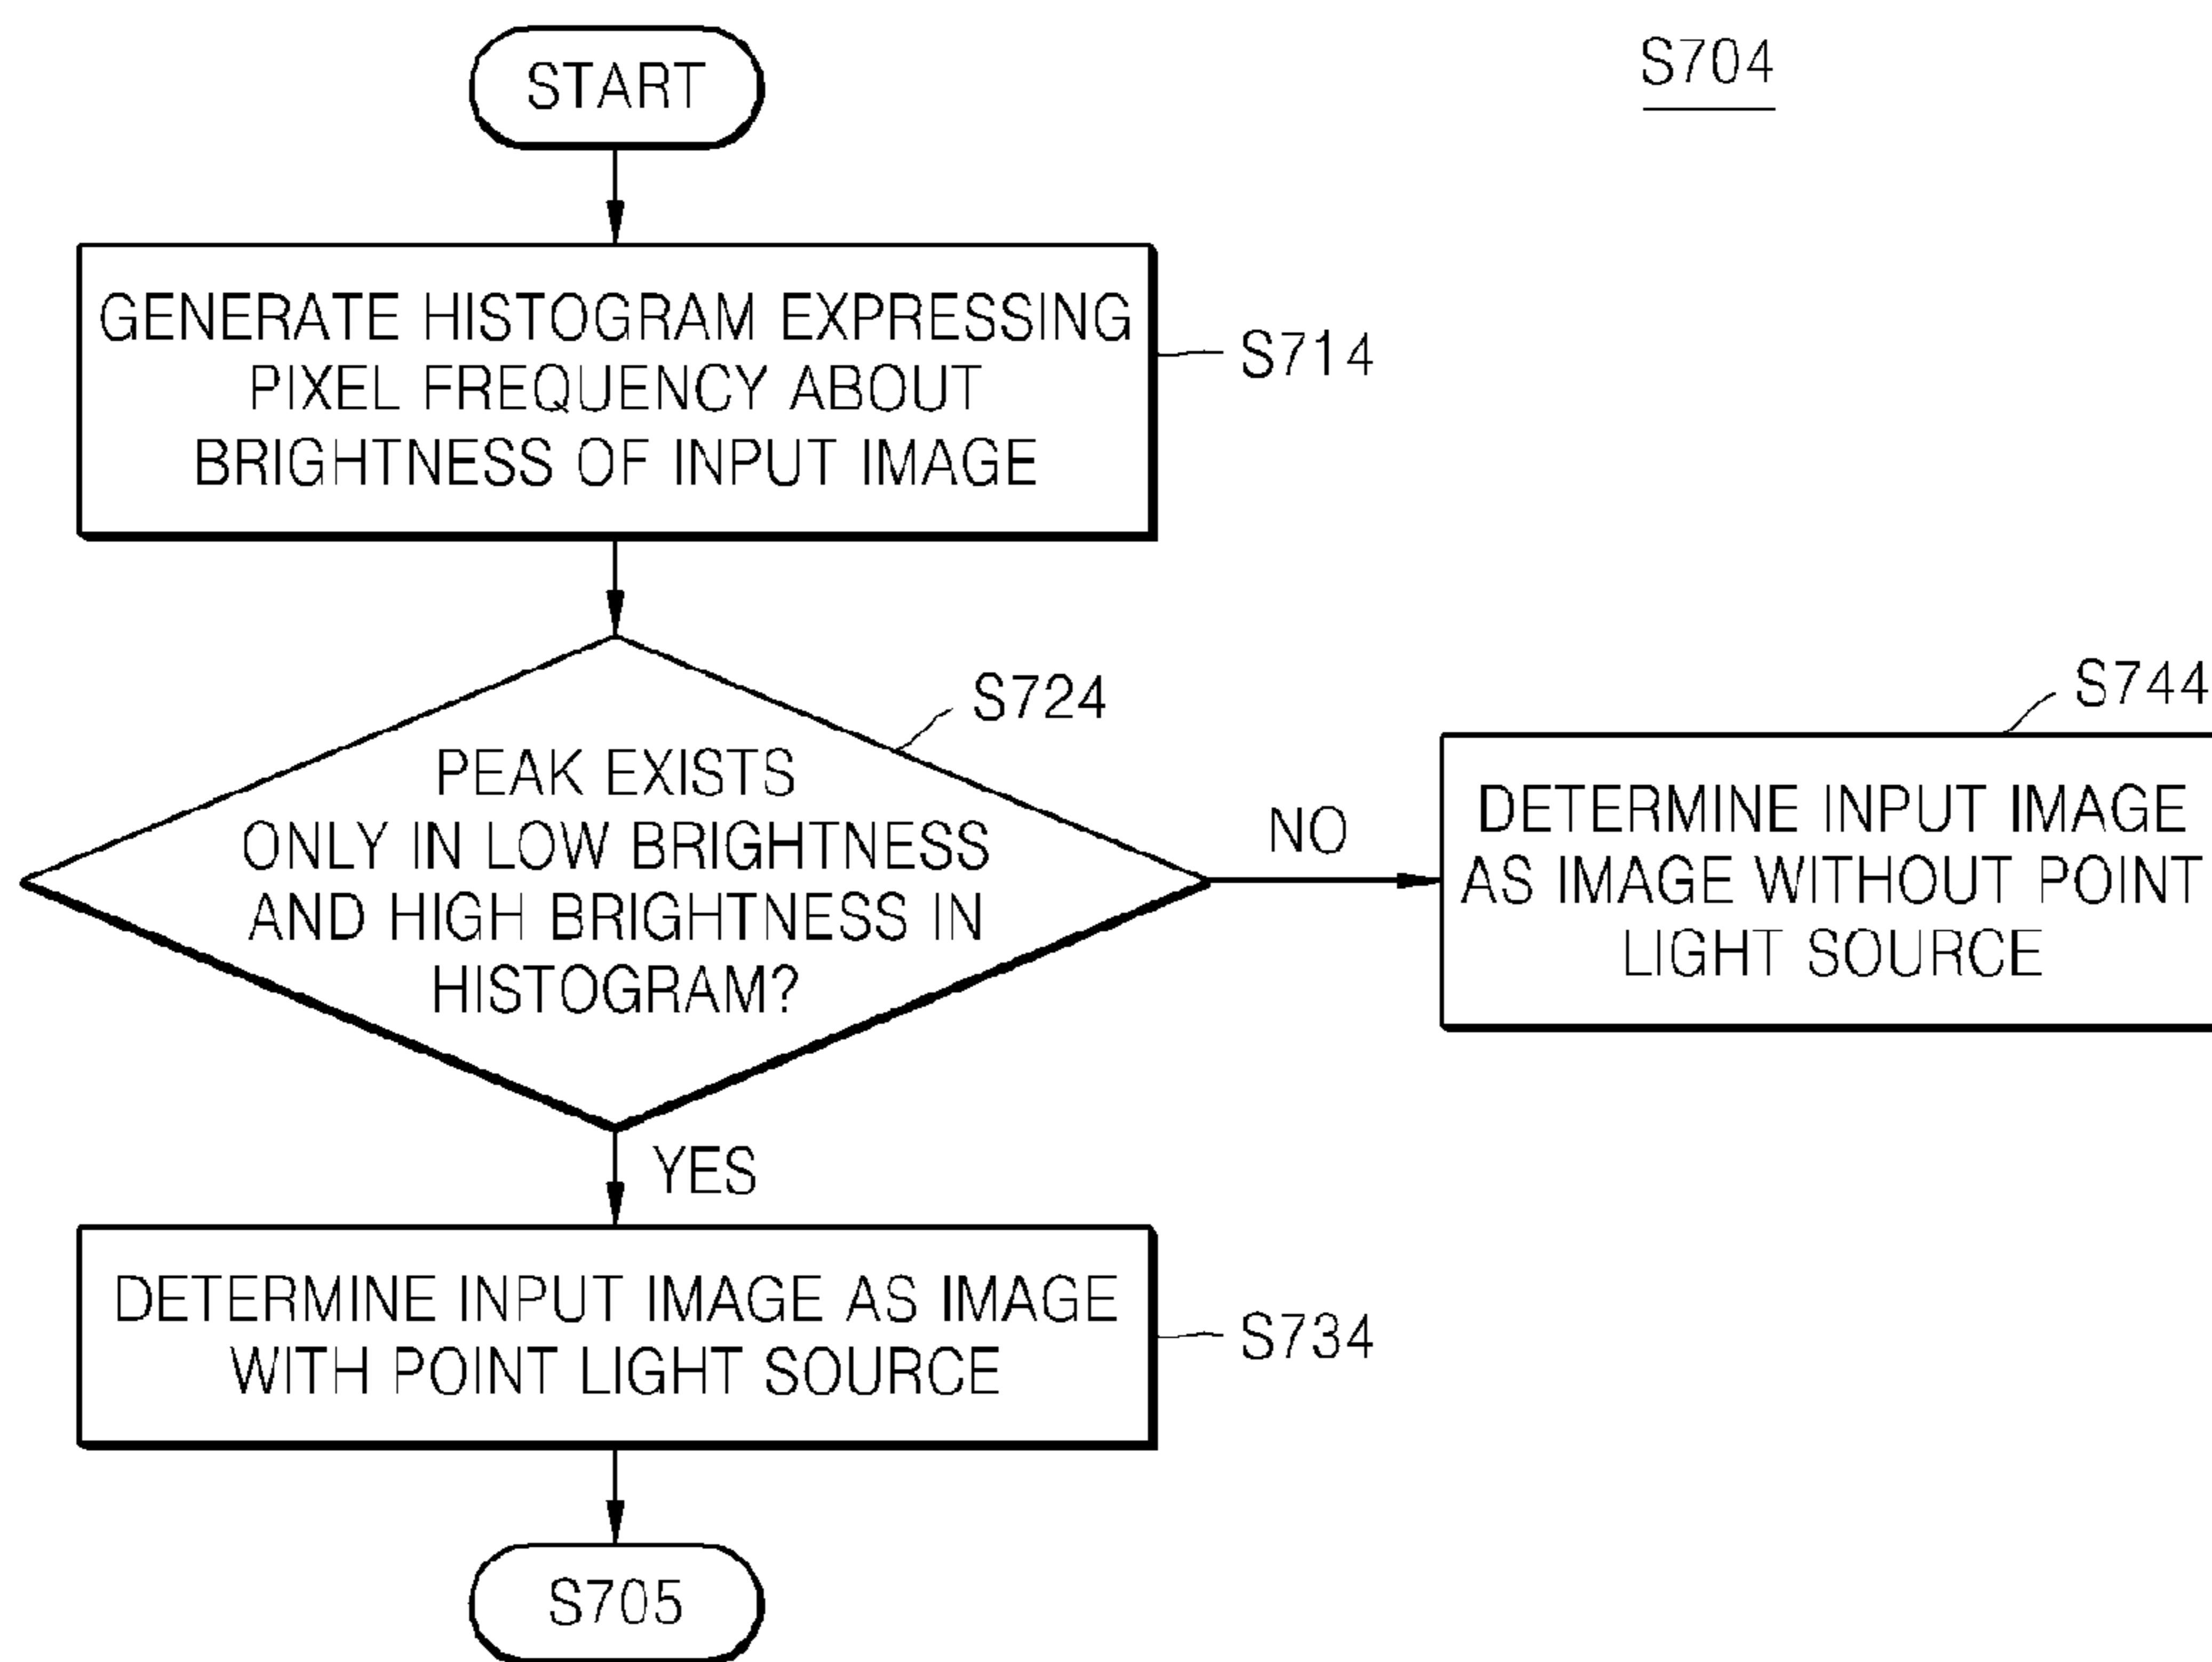 START
S704
GENERATE HISTOGRAM EXPRESSING
PIXEL FREQUENCY ABOUT
BRIGHTNESS OF INPUT IMAGE
S714
S724
PEAK EXISTS
ONLY IN LOW BRIGHTNESS
AND HIGH BRIGHTNESS IN
HISTOGRAM?
NO
S744
DETERMINE INPUT IMAGE
AS IMAGE WITHOUT POINT
LIGHT SOURCE
YES
DETERMINE INPUT IMAGE AS IMAGE
WITH POINT LIGHT SOURCE
S734
S705